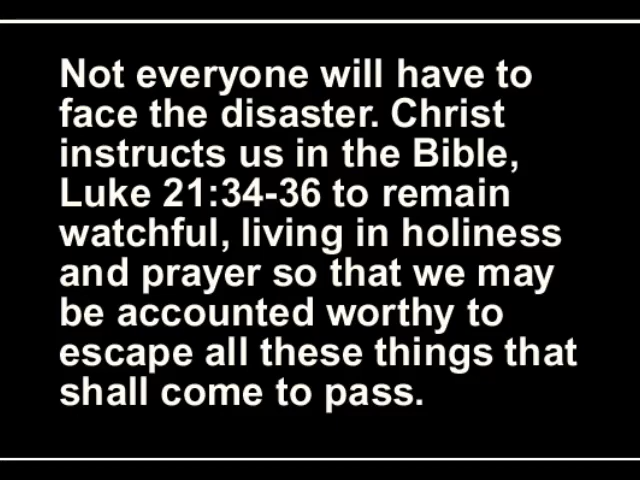 Not everyone will have to
face the disaster. Christ
instructs us in the Bible,
Luke 21:34-36 to remain
watchful, living in holiness
and prayer so that we may
be accounted worthy to
escape all these things that
shall come to pass.